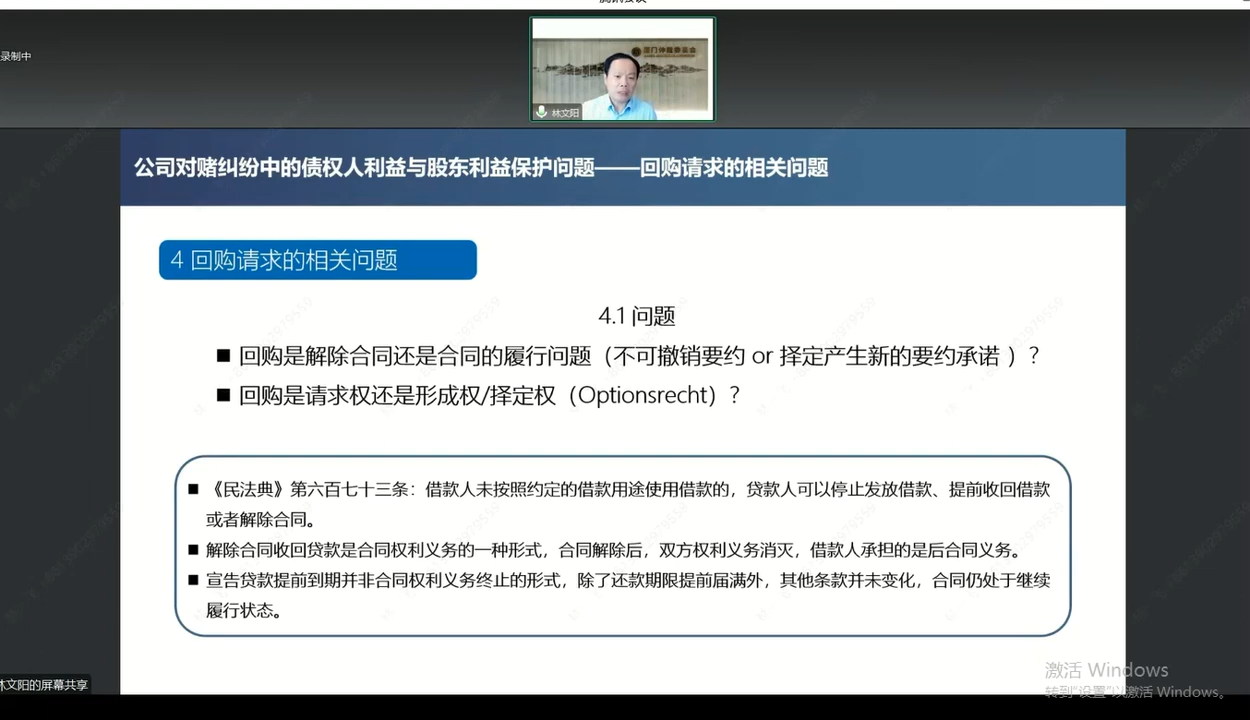 录制中
厦门仲裁委员会
林文阳
公司对赌纠纷中的债权人利益与股东利益保护问题——回购请求的相关问题
4 回购请求的相关问题
4.1 问题
■ 回购是解除合同还是合同的履行问题（不可撤销要约 or 择定产生新的要约承诺 ）?
■ 回购是请求权还是形成权/择定权（Optionsrecht）?
■ 《民法典》第六百七十三条：借款人未按照约定的借款用途使用借款的，贷款人可以停止发放借款、提前收回借款
或者解除合同。
■ 解除合同收回贷款是合同权利义务的一种形式，合同解除后，双方权利义务消灭，借款人承担的是后合同义务。
■ 宣告贷款提前到期并非合同权利义务终止的形式，除了还款期限提前届满外，其他条款并未变化，合同仍处于继续
履行状态。
激活 Windows
转到"设置"以激活 Windows。
林文阳的屏幕共享